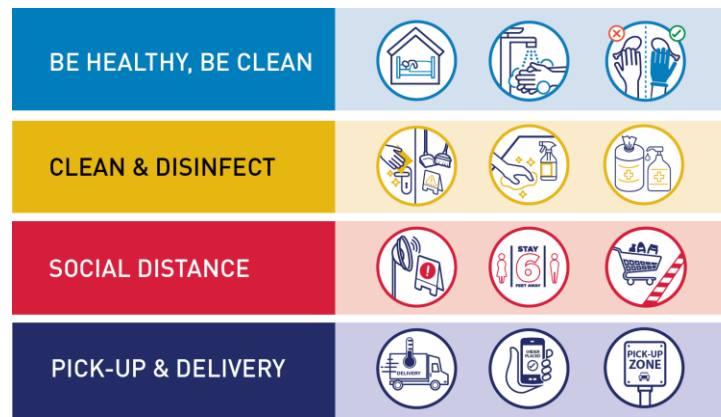 BE HEALTHY, BE CLEAN
CLEAN & DISINFECT
SOCIAL DISTANCE
STAY
6
FEET AWAY
PICK-UP & DELIVERY
DELIVERY
ORDER
PLACED
PICK-UP
ZONE